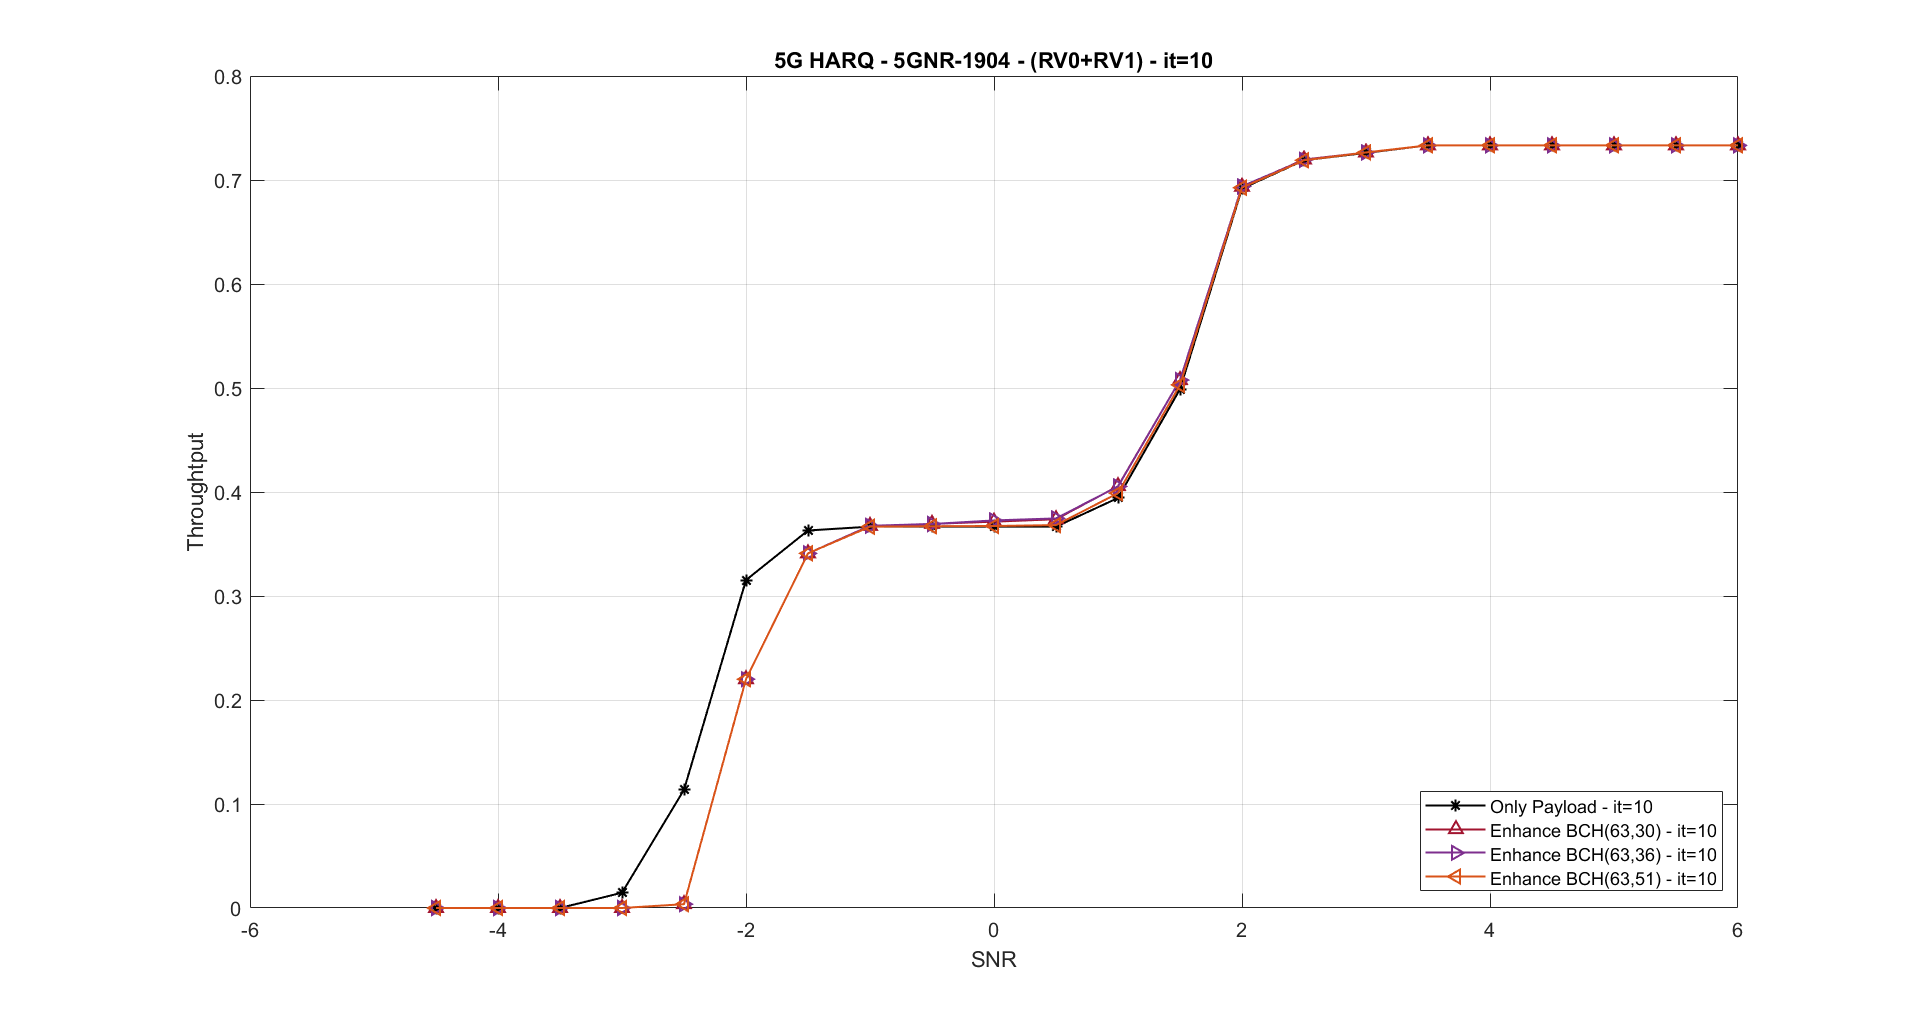 5G HARQ - 5GNR-1904 - (RV0+RV1) - it=10
0.8
0.7
0.6
0.5
0.4
0.3
0.2
0.1
0
Throughtput
-6 -4 -2 0 2 4 6
SNR
Only Payload - it=10
Enhance BCH(63,30) - it=10
Enhance BCH(63,36) - it=10
Enhance BCH(63,51) - it=10